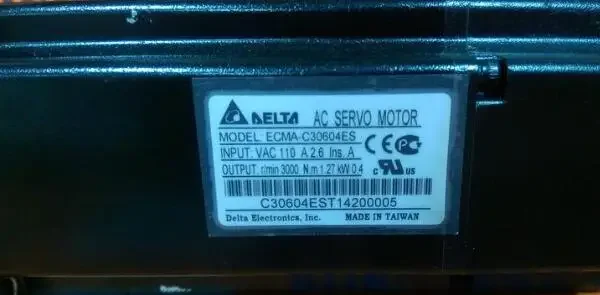 DELTA AC SERVO MOTOR
MODEL: ECMA-C30604ES
INPUT: VAC 110 A 2.6 Ins. A
OUTPUT: r/min 3000 N.m 1.27 kW 0.4
C30604EST14200005
Delta Electronics, Inc. MADE IN TAIWAN